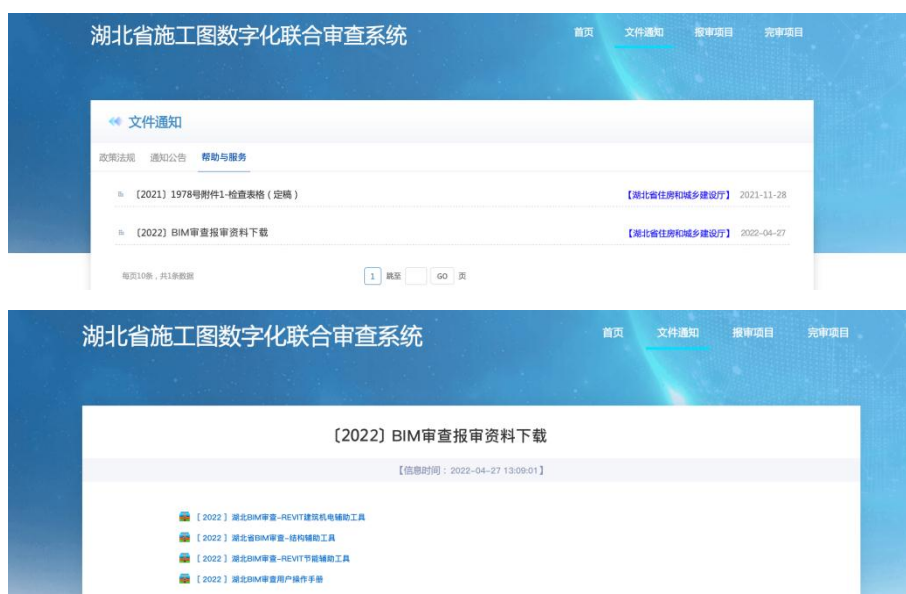 湖北省施工图数字化联合审查系统 首页 文件通知 报审项目 完审项目
文件通知
政策法规 通知公告 帮助与服务
〔2021〕1978号附件1-检查表格（定稿） 【湖北省住房和城乡建设厅】 2021-11-28
〔2022〕BIM审查报审资料下载 【湖北省住房和城乡建设厅】 2022-04-27
每页10条，共1条数据 1 跳至 GO 页
湖北省施工图数字化联合审查系统 首页 文件通知 报审项目 完审项目
〔2022〕BIM审查报审资料下载
【信息时间：2022-04-27 13:09:01】
［2022］湖北BIM审查-REVIT建筑机电辅助工具
［2022］湖北省BIM审查-结构辅助工具
［2022］湖北BIM审查-REVIT节能辅助工具
［2022］湖北BIM审查用户操作手册